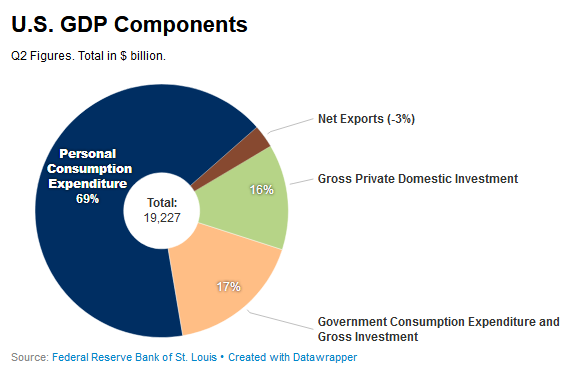 U.S. GDP Components
Q2 Figures. Total in $ billion.
Net Exports (-3%)
Personal
Consumption
Expenditure
69%
16%
Gross Private Domestic Investment
Total:
19,227
17%
Government Consumption Expenditure and
Gross Investment
Source: Federal Reserve Bank of St. Louis • Created with Datawrapper